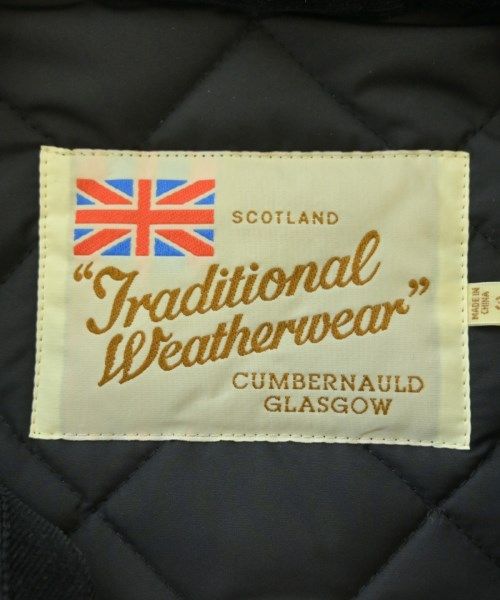 SCOTLAND
"Traditional
Weatherwear"
CUMBERNAULD
GLASGOW
MADE IN
CHINA